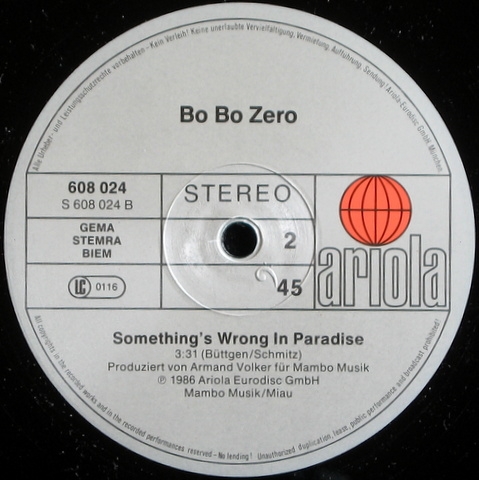 Alle Urheber- und Leistungsschutzrechte vorbehalten - Kein Verleih! Keine unerlaubte Vervielfältigung, Vermietung, Aufführung, Sendung! Ariola-Eurodisc GmbH, München.
Bo Bo Zero
608 024
S 608 024 B
STEREO
GEMA
STEMRA
BIEM
2
LC 0116
45
ariola
Something's Wrong In Paradise
3:31 (Büttgen/Schmitz)
Produziert von Armand Volker für Mambo Musik
℗ 1986 Ariola Eurodisc GmbH
Mambo Musik/Miau
All copyrights in the recorded works and in the recorded performances reserved - No lending! Unauthorized duplication, lease, public performance and broadcast prohibited!